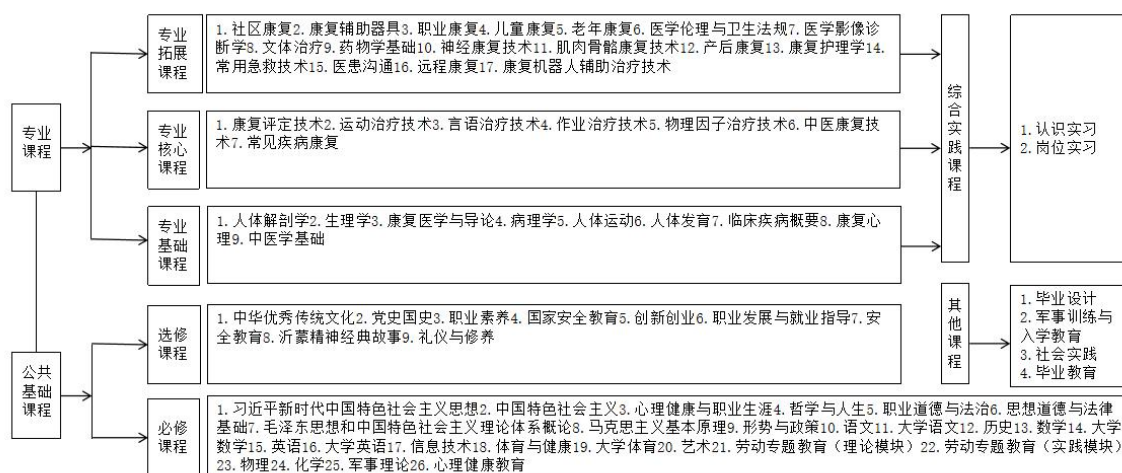 专业
拓展
课程
1. 社区康复2. 康复辅助器具3. 职业康复4. 儿童康复5. 老年康复6. 医学伦理与卫生法规7. 医学影像诊
断学8. 文体治疗9. 药物学基础10. 神经康复技术11. 肌肉骨骼康复技术12. 产后康复13. 康复护理学14.
常用急救技术15. 医患沟通16. 远程康复17. 康复机器人辅助治疗技术
专业
课程
专业
核心
课程
1. 康复评定技术2. 运动治疗技术3. 言语治疗技术4. 作业治疗技术5. 物理因子治疗技术6. 中医康复技
术7. 常见疾病康复
综
合
实
践
课
程
1. 认识实习
2. 岗位实习
专业
基础
课程
1. 人体解剖学2. 生理学3. 康复医学与导论4. 病理学5. 人体运动6. 人体发育7. 临床疾病概要8. 康复心
理9. 中医学基础
选修
课程
1. 中华优秀传统文化2. 党史国史3. 职业素养4. 国家安全教育5. 创新创业6. 职业发展与就业指导7. 安
全教育8. 沂蒙精神经典故事9. 礼仪与修养
其
他
课
程
1. 毕业设计
2. 军事训练与
入学教育
3. 社会实践
4. 毕业教育
公共
基础
课程
必修
课程
1. 习近平新时代中国特色社会主义思想2. 中国特色社会主义3. 心理健康与职业生涯4. 哲学与人生5. 职业道德与法治6. 思想道德与法律
基础7. 毛泽东思想和中国特色社会主义理论体系概论8. 马克思主义基本原理9. 形势与政策10. 语文11. 大学语文12. 历史13. 数学14. 大学
数学15. 英语16. 大学英语17. 信息技术18. 体育与健康19. 大学体育20. 艺术21. 劳动专题教育（理论模块）22. 劳动专题教育（实践模块）
23. 物理24. 化学25. 军事理论26. 心理健康教育